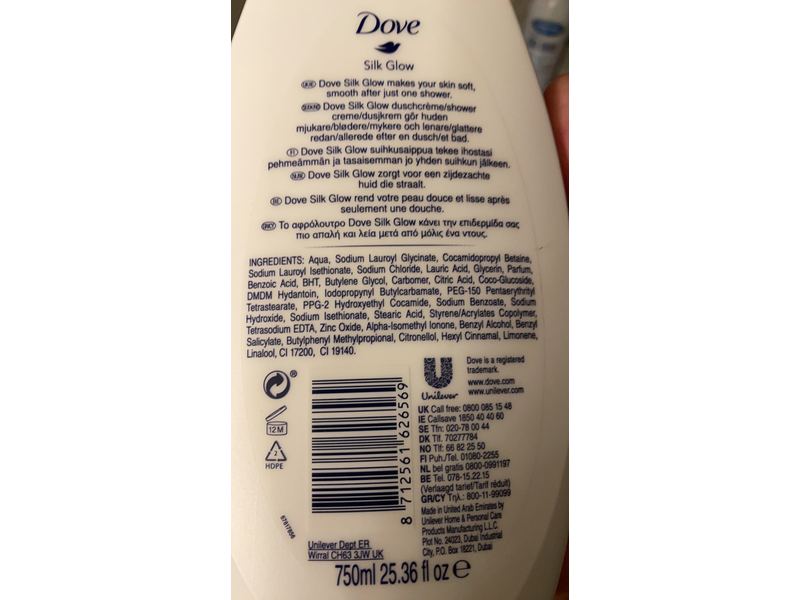 Dove
Silk Glow
Dove Silk Glow makes your skin soft,
smooth after just one shower.
Dove Silk Glow duschcrème/shower
creme/dusjkrem gör huden
mjukare/blødere/mykere och lenare/glattere
redan/allerede efter en dusch/et bad.
FI Dove Silk Glow suihkusaippua tekee ihostasi
pehmeämmän ja tasaisemman jo yhden suihkun jälkeen.
Dove Silk Glow zorgt voor een zijdezachte
huid die straalt.
BE Dove Silk Glow rend votre peau douce et lisse après
seulement une douche.
Το αφρόλουτρο Dove Silk Glow κάνει την επιδερμίδα σας
πιο απαλή και λεία μετά από μόλις ένα ντους.
INGREDIENTS: Aqua, Sodium Lauroyl Glycinate, Cocamidopropyl Betaine,
Sodium Lauroyl Isethionate, Sodium Chloride, Lauric Acid, Glycerin, Parfum,
Benzoic Acid, BHT, Butylene Glycol, Carbomer, Citric Acid, Coco-Glucoside,
DMDM Hydantoin, Iodopropynyl Butylcarbamate, PEG-150 Pentaerythrityl
Tetrastearate, PPG-2 Hydroxyethyl Cocamide, Sodium Benzoate, Sodium
Hydroxide, Sodium Isethionate, Stearic Acid, Styrene/Acrylates Copolymer,
Tetrasodium EDTA, Zinc Oxide, Alpha-Isomethyl Ionone, Benzyl Alcohol, Benzyl
Salicylate, Butylphenyl Methylpropional, Citronellol, Hexyl Cinnamal, Limonene,
Linalool, CI 17200, CI 19140.
®
12 M
2
HDPE
67817858
8 712561 626569
Unilever Dept ER
Wirral CH63 3JW UK
Unilever
Dove is a registered
trademark.
www.dove.com
www.unilever.com
UK Call free: 0800 085 15 48
IE Callsave 1850 40 40 60
SE Tfn: 020-78 00 44
DK Tlf. 70277784
NO Tlf: 66 82 25 50
FI Puh./Tel. 01080-2255
NL bel gratis 0800-0991197
BE Tel. 078-15.22.15
(Verlaagd tarief/Tarif réduit)
GR/CY Τηλ.: 800-11-99099
Made in United Arab Emirates by
Unilever Home & Personal Care
Products Manufacturing L.L.C.
Plot No. 24023, Dubai Industrial
City, P.O. Box 18221, Dubai
750ml 25.36 fl oz e